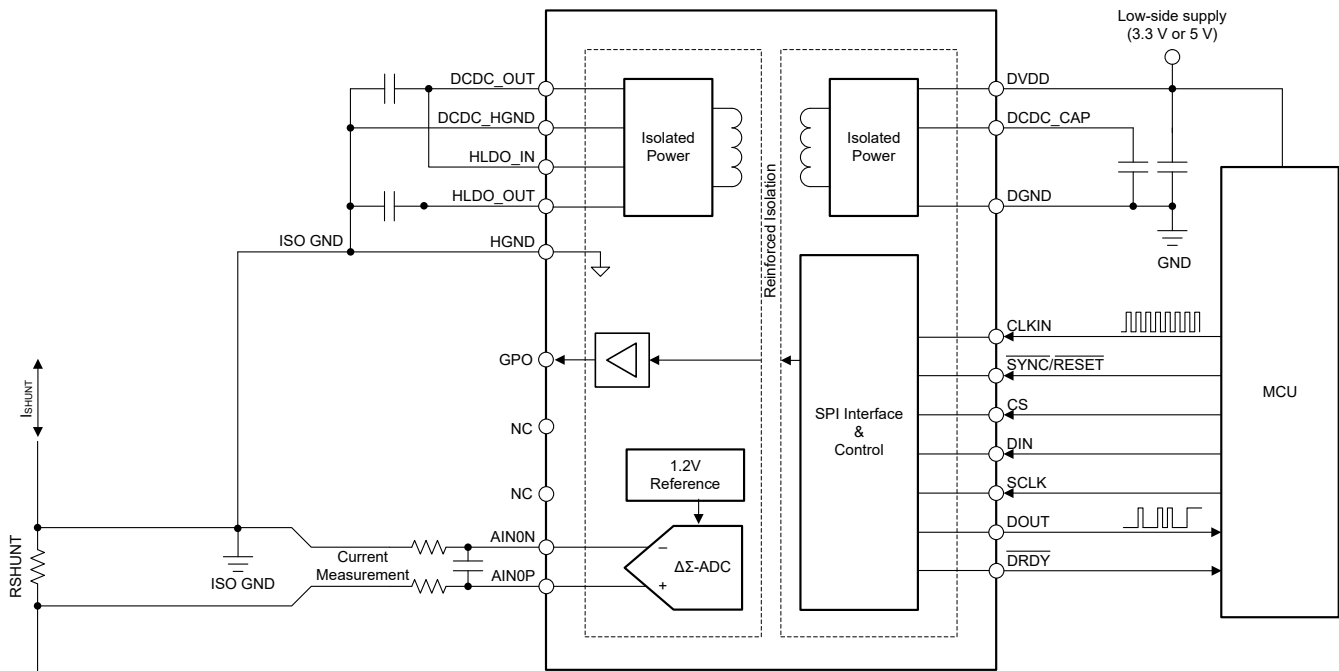 Low-side supply
(3.3 V or 5 V)
DCDC_OUT
DCDC_HGND
HLDO_IN
HLDO_OUT
HGND
ISO GND
GPO
NC
NC
AIN0N
AIN0P
Isolated
Power
Reinforced Isolation
Isolated
Power
DVDD
DCDC_CAP
DGND
GND
CLKIN
SYNC/RESET
CS
DIN
SCLK
DOUT
DRDY
SPI Interface
&
Control
MCU
1.2V
Reference
ΔΣ-ADC
−
+
ISHUNT
RSHUNT
ISO GND
Current
Measurement